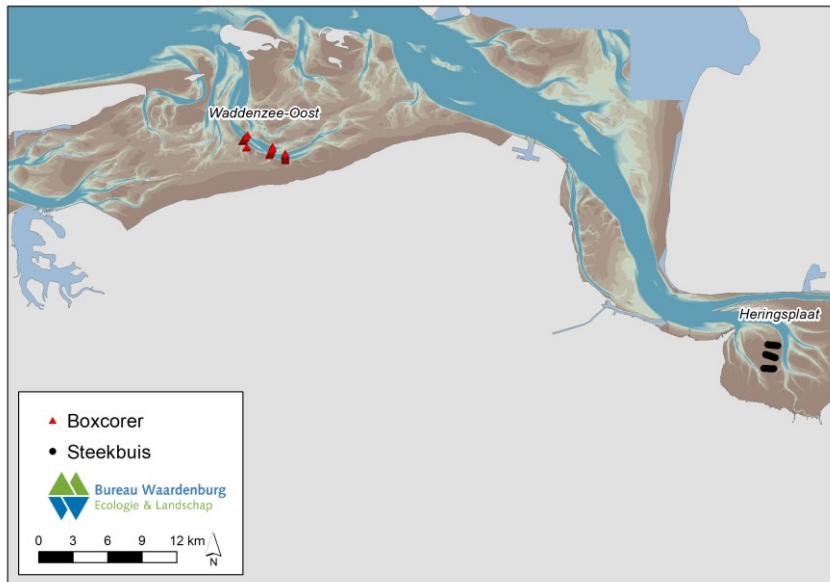 Waddenzee-Oost
Heringsplaat
Boxcorer
Steekbuis
Bureau Waardenburg
Ecologie & Landschap
0 3 6 9 12 km
N